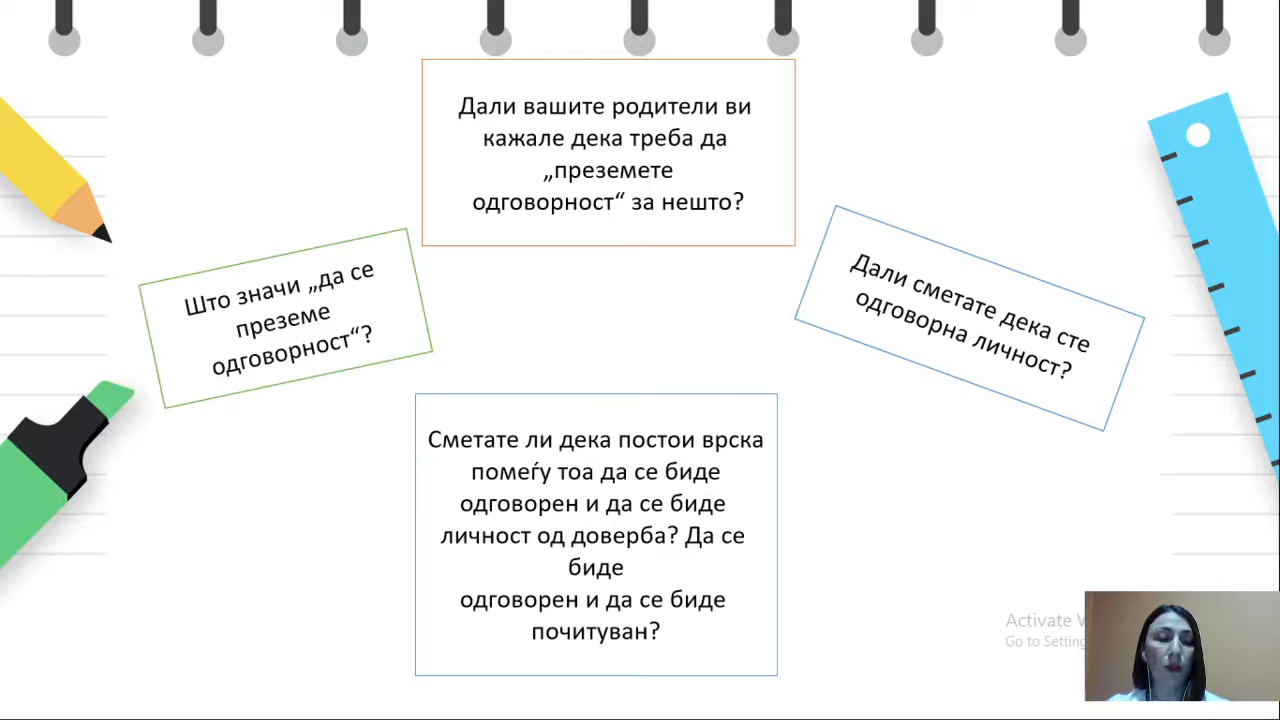 Дали вашите родители ви
кажале дека треба да
„преземете
одговорност“ за нешто?
Што значи „да се
преземе
одговорност“?
Дали сметате дека сте
одговорна личност?
Сметате ли дека постои врска
помеѓу тоа да се биде
одговорен и да се биде
личност од доверба? Да се
биде
одговорен и да се биде
почитуван?
Activate
Go to